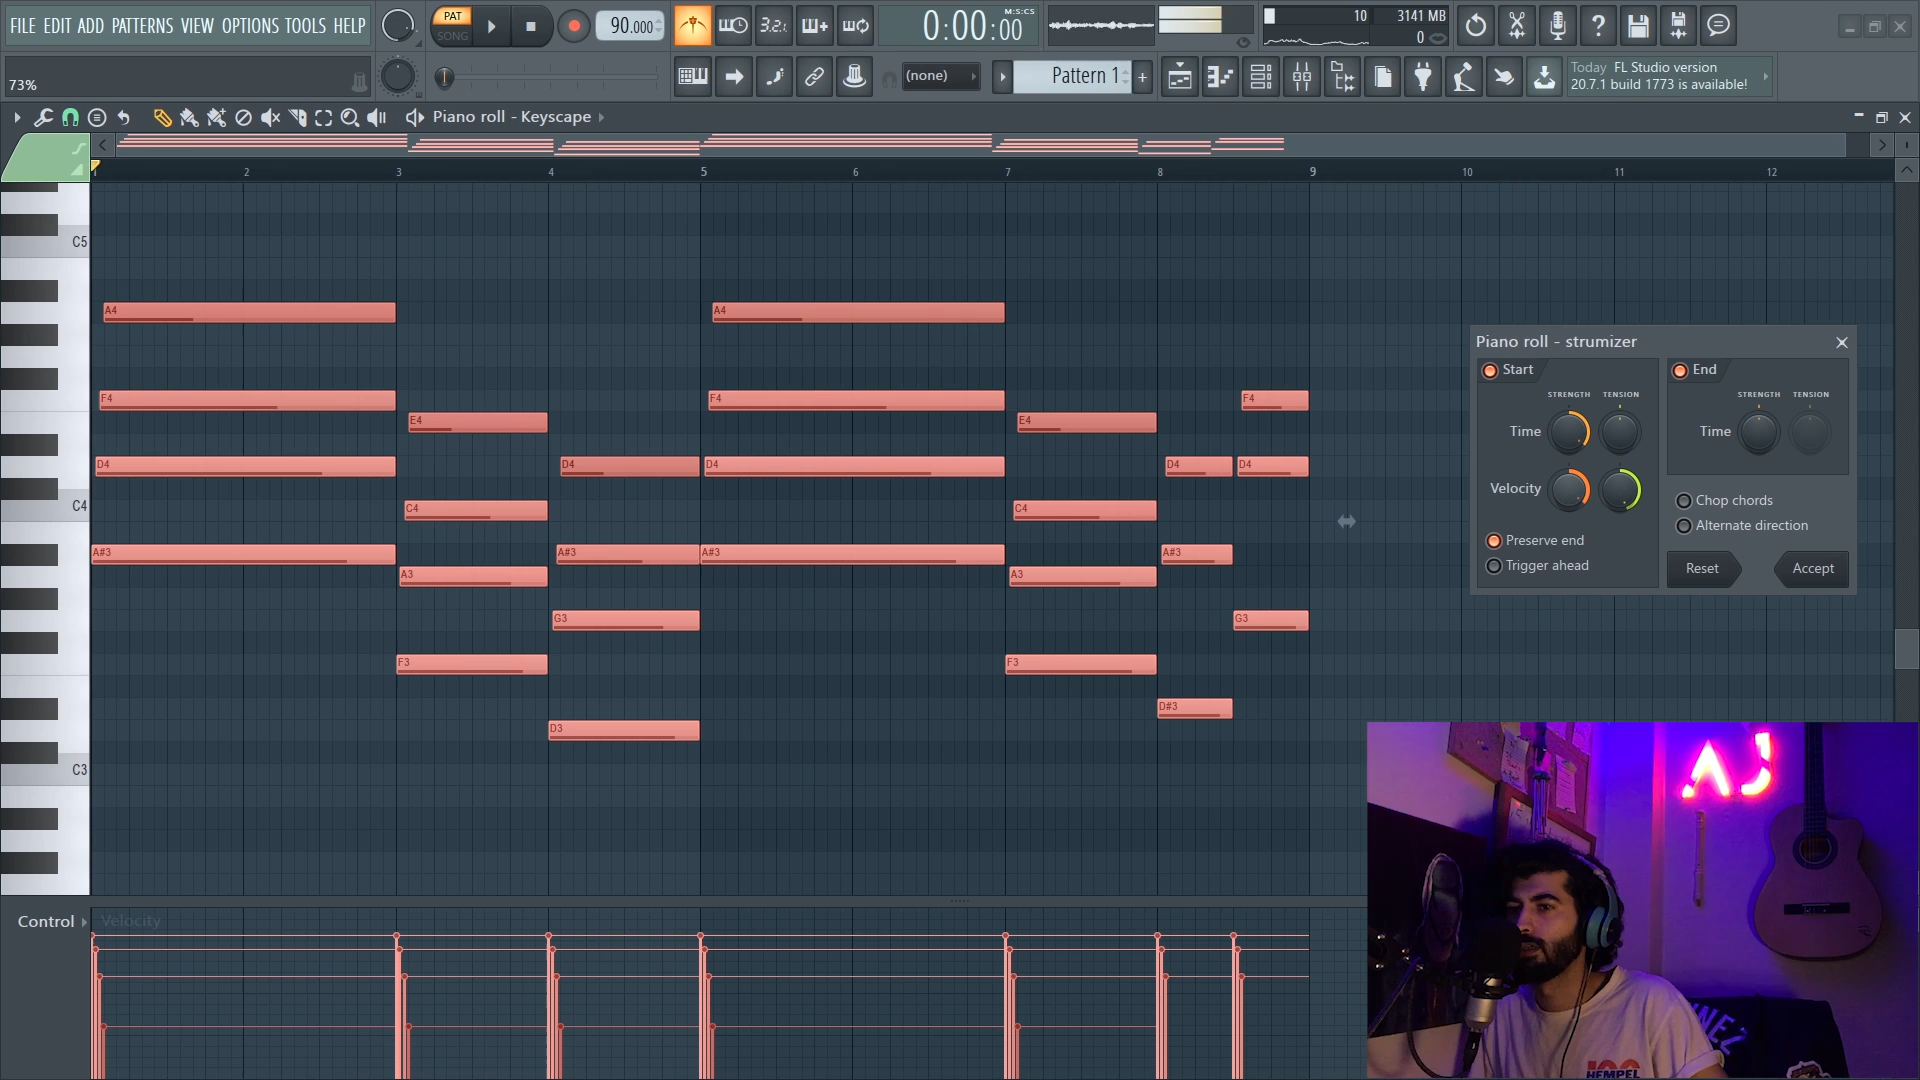 FILE EDIT ADD PATTERNS VIEW OPTIONS TOOLS HELP
PAT
SONG
90.000
3.2.
0:00:00
M:S:CS
10
3141 MB
0
73%
(none)
Pattern 1
Today FL Studio version
20.7.1 build 1773 is available!
Piano roll - Keyscape
1 2 3 4 5 6 7 8 9 10 11 12
C5
C4
C3
A4
A4
F4
E4
F4
E4
F4
D4
D4
D4
D4
D4
C4
C4
A#3
A#3
A#3
A#3
A3
A3
G3
G3
F3
F3
D#3
D3
Piano roll - strumizer
Start
End
STRENGTH TENSION
STRENGTH TENSION
Time
Time
Velocity
Chop chords
Alternate direction
Preserve end
Trigger ahead
Reset
Accept
Control
Velocity
AJ
HEMPEL